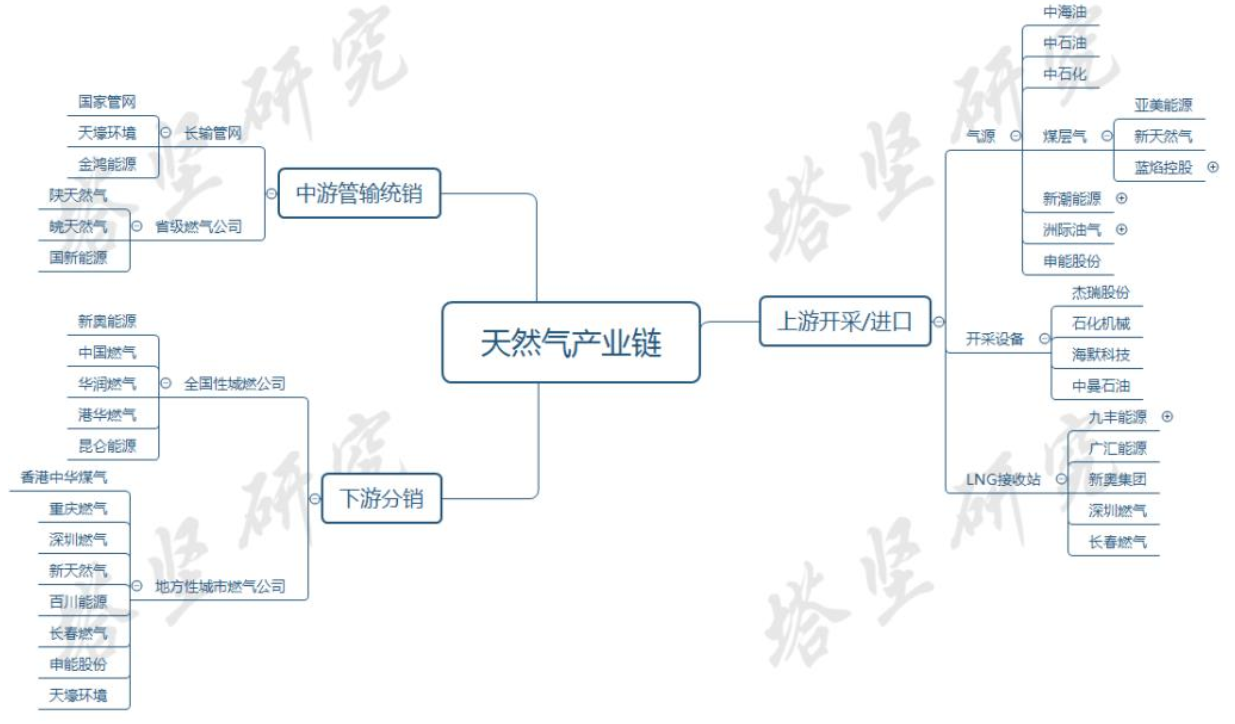 天然气产业链
上游开采/进口
气源
中海油
中石油
中石化
煤层气
亚美能源
新天然气
蓝焰控股
新潮能源
洲际油气
申能股份
开采设备
杰瑞股份
石化机械
海默科技
中曼石油
LNG接收站
九丰能源
广汇能源
新奥集团
深圳燃气
长春燃气
中游管输统销
长输管网
国家管网
天壕环境
金鸿能源
省级燃气公司
陕天然气
皖天然气
国新能源
下游分销
全国性城燃公司
新奥能源
中国燃气
华润燃气
港华燃气
昆仑能源
地方性城市燃气公司
香港中华煤气
重庆燃气
深圳燃气
新天然气
百川能源
长春燃气
申能股份
天壕环境
塔坚研究
塔坚研究
塔坚研究
塔坚研究